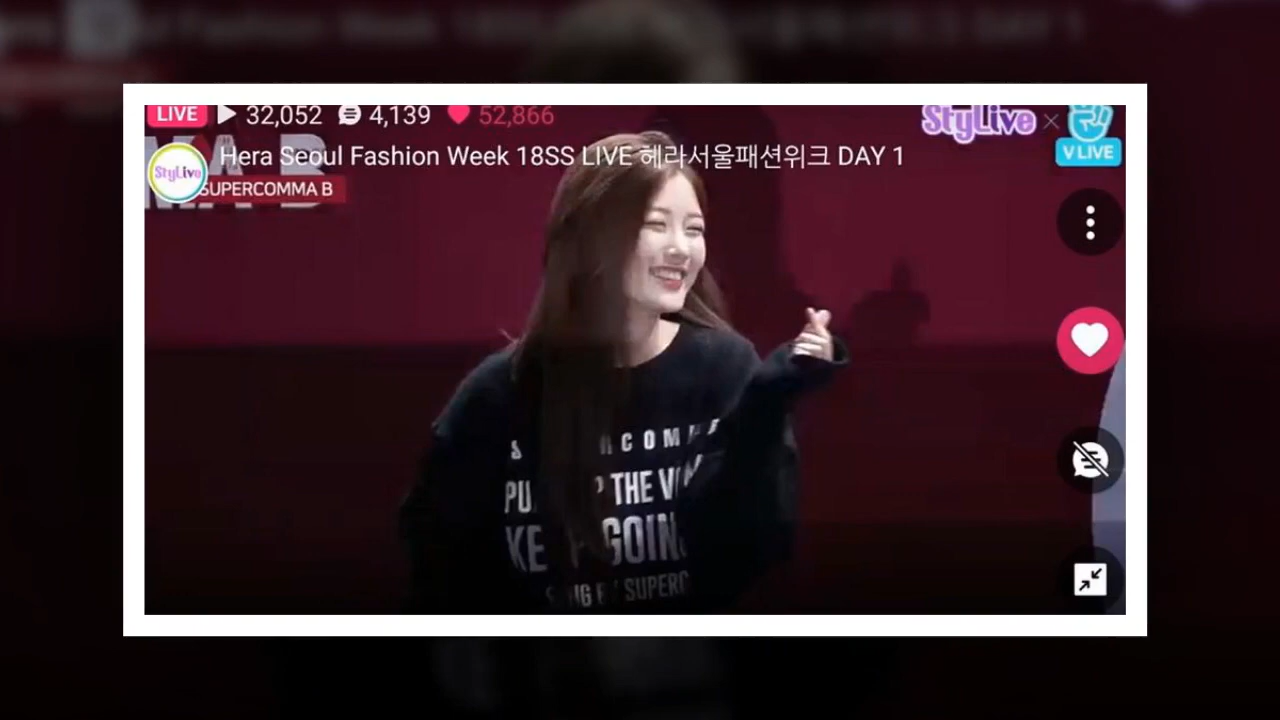 LIVE 32,052 4,139 52,866
StyLive × V LIVE
StyLive
Hera Seoul Fashion Week 18SS LIVE 헤라서울패션위크 DAY 1
SUPERCOMMA B
THE